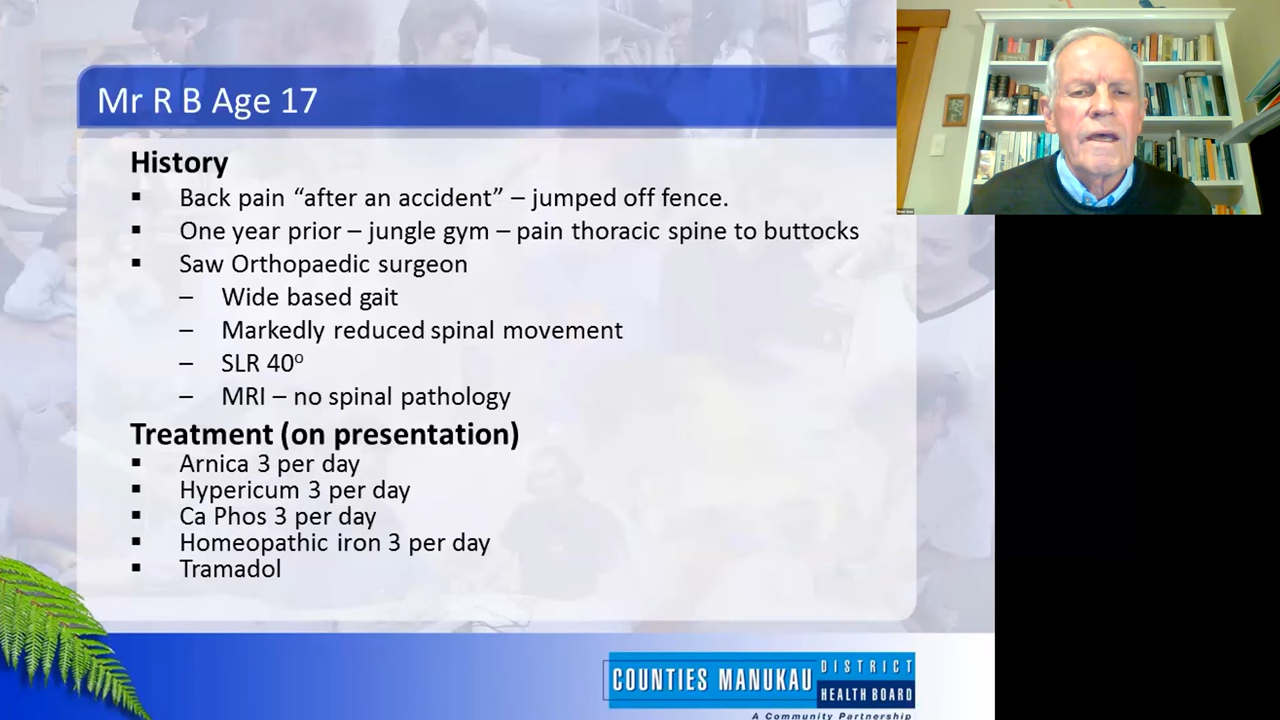 Mr R B Age 17
History
▪ Back pain “after an accident” – jumped off fence.
▪ One year prior – jungle gym – pain thoracic spine to buttocks
▪ Saw Orthopaedic surgeon
– Wide based gait
– Markedly reduced spinal movement
– SLR 40º
– MRI – no spinal pathology
Treatment (on presentation)
▪ Arnica 3 per day
▪ Hypericum 3 per day
▪ Ca Phos 3 per day
▪ Homeopathic iron 3 per day
▪ Tramadol
COUNTIES MANUKAU
DISTRICT
HEALTH BOARD
A Community Partnership